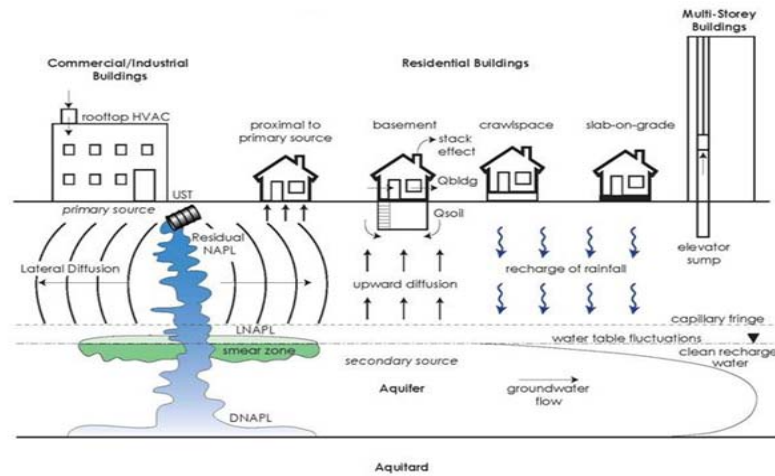 Multi-Storey
Buildings
Commercial/Industrial
Buildings
Residential Buildings
rooftop HVAC
proximal to
primary source
basement
stack
effect
crawlspace
slab-on-grade
Qbldg
UST
primary source
Qsoil
Residual
NAPL
elevator
sump
Lateral Diffusion
upward diffusion
recharge of rainfall
capillary fringe
LNAPL
water table fluctuations
smear zone
clean recharge
water
secondary source
Aquifer
groundwater
flow
DNAPL
Aquitard